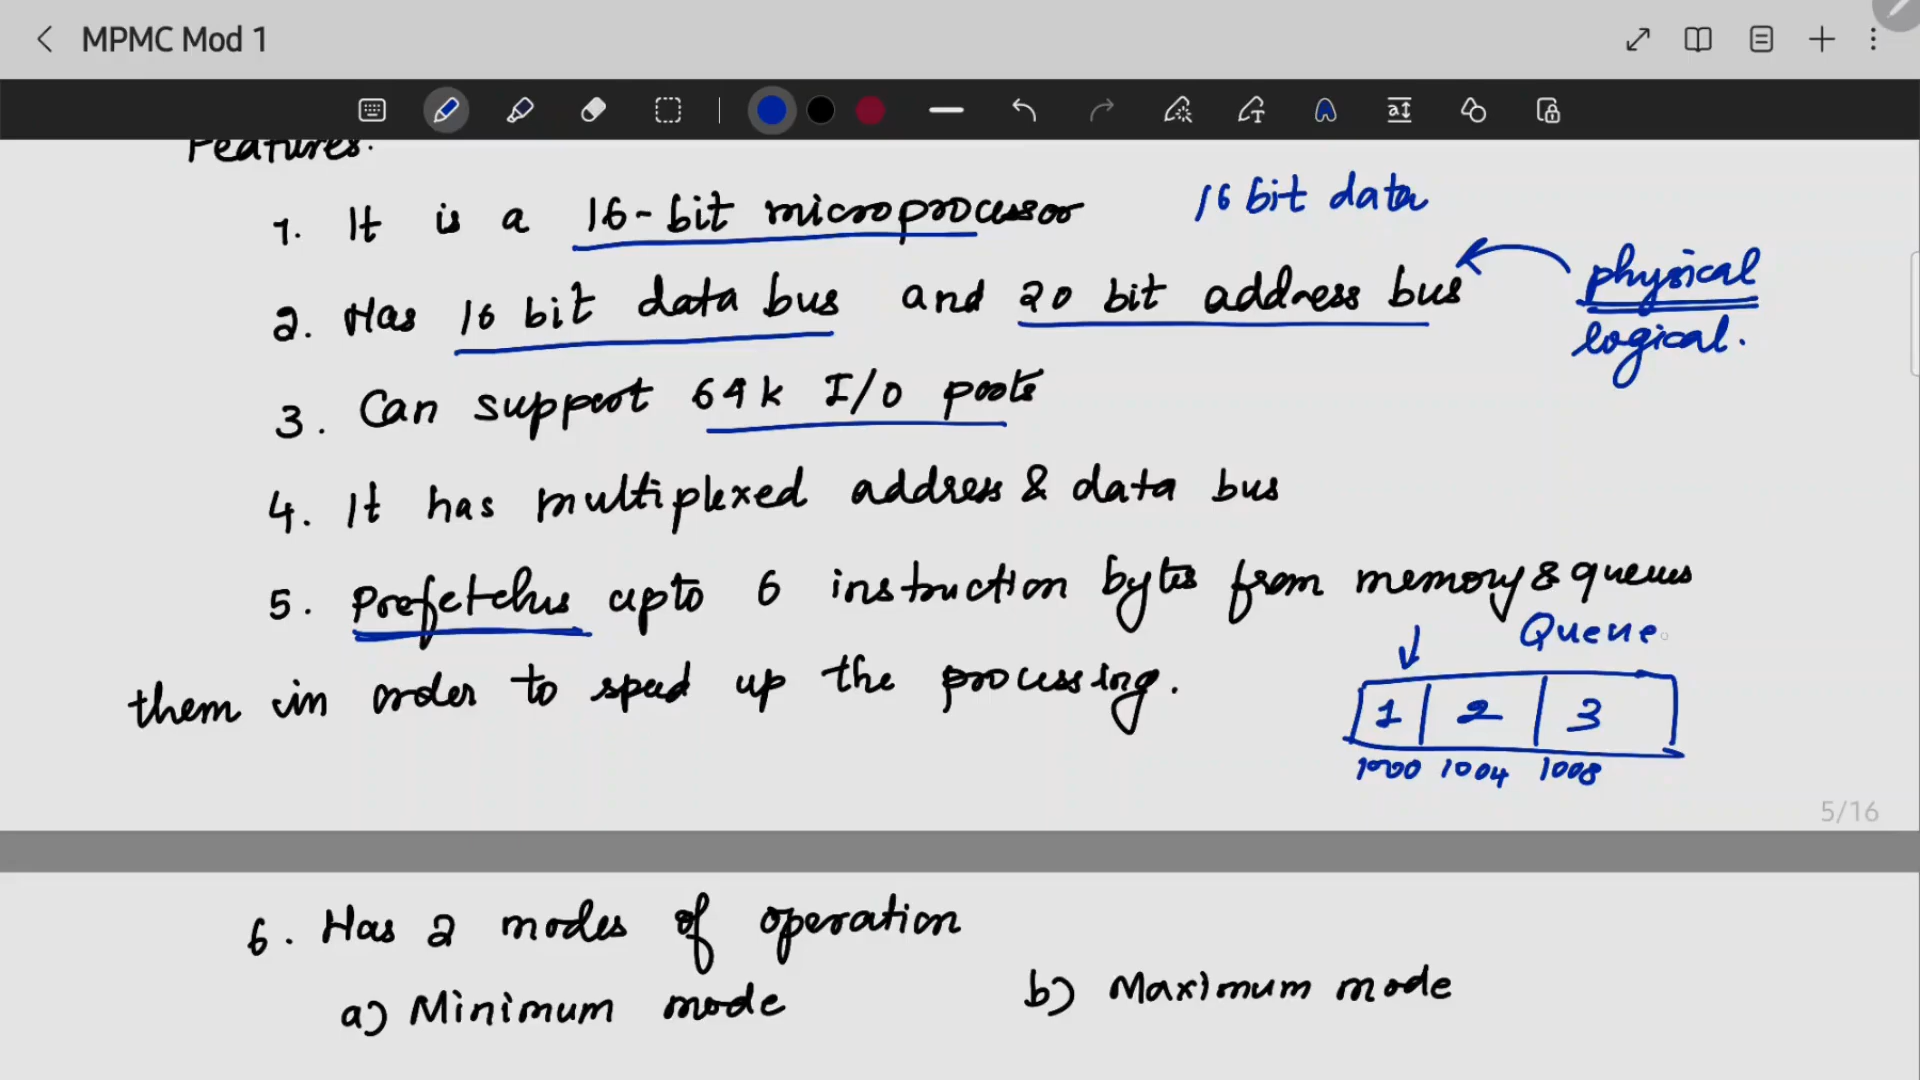 MPMC Mod 1
Features:
1. It is a 16-bit microprocessor
16 bit data
2. Has 16 bit data bus and 20 bit address bus
physical
logical.
3. Can support 64k I/O ports
4. It has multiplexed address & data bus
5. Prefetches upto 6 instruction bytes from memory & queues
Queue
them in order to speed up the processing.
1 2 3
1000 1004 1008
5/16
6. Has 2 modes of operation
a) Minimum mode
b) Maximum mode